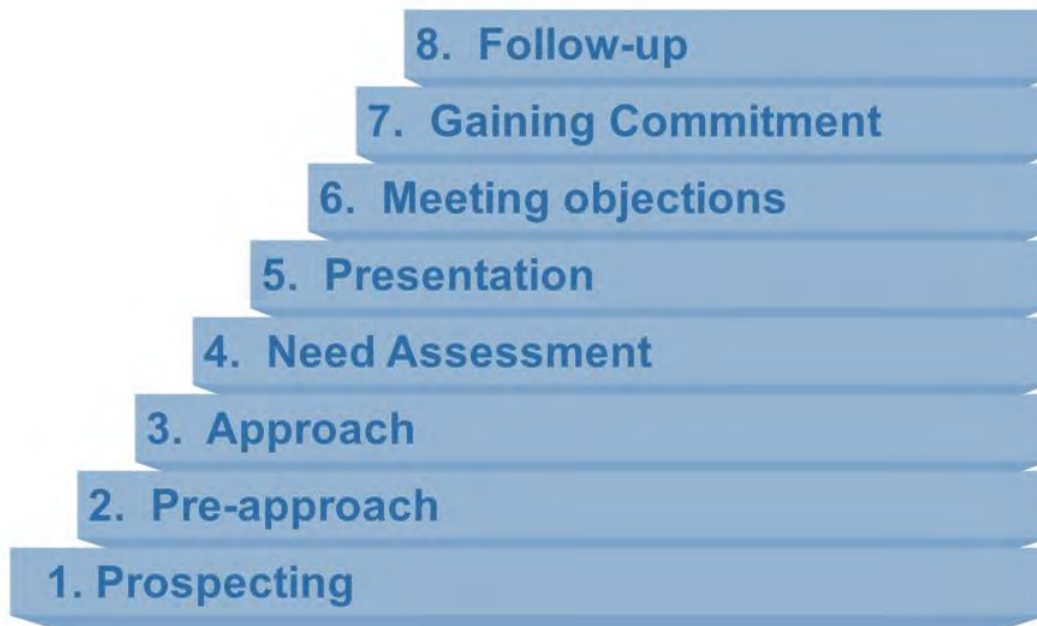 8. Follow-up
7. Gaining Commitment
6. Meeting objections
5. Presentation
4. Need Assessment
3. Approach
2. Pre-approach
1. Prospecting